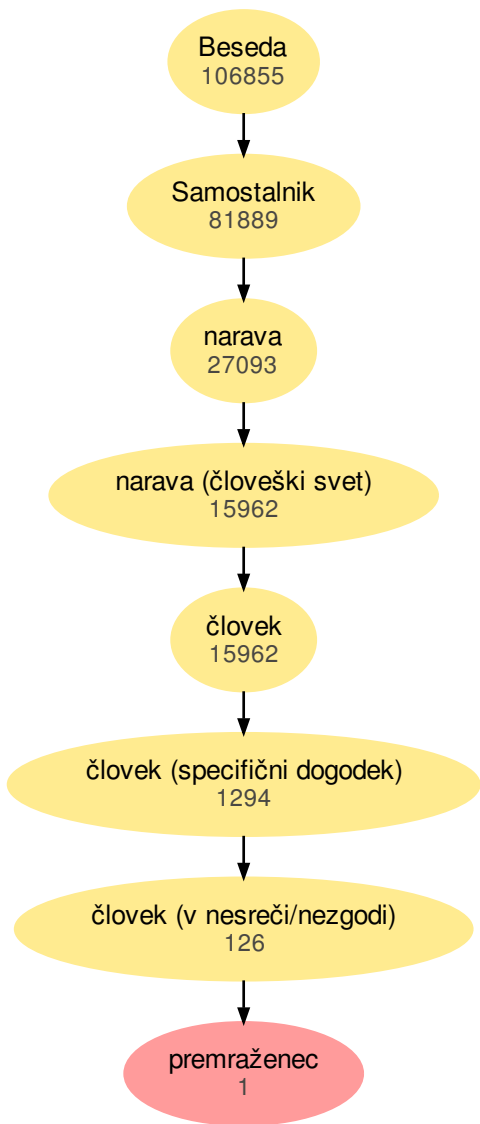 Beseda
106855
Samostalnik
81889
narava
27093
narava (človeški svet)
15962
človek
15962
človek (specifični dogodek)
1294
človek (v nesreči/nezgodi)
126
premraženec
1